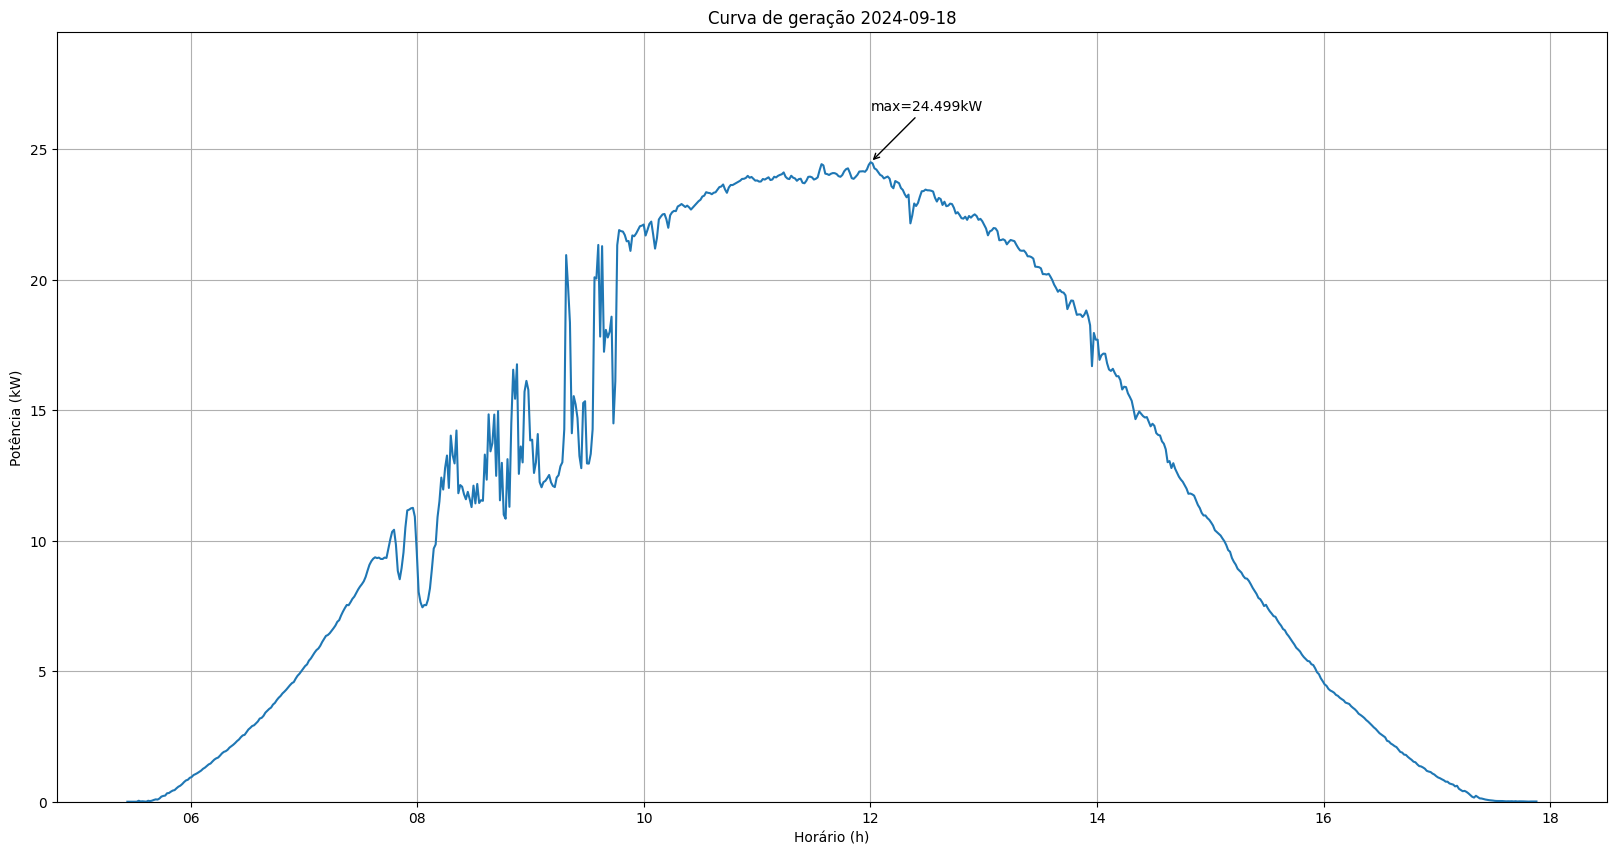 Curva de geração 2024-09-18
max=24.499kW
25
20
15
10
5
0
Potência (kW)
06 08 10 12 14 16 18
Horário (h)